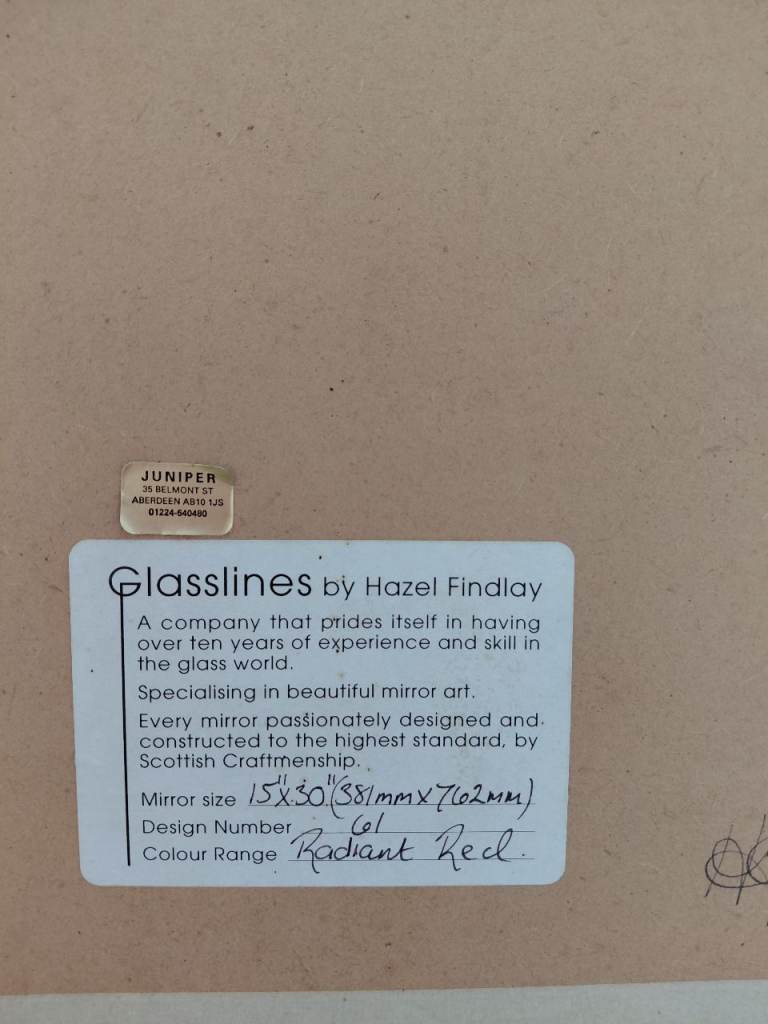 JUNIPER
35 BELMONT ST
ABERDEEN AB10 1JS
01224-640480
Glasslines by Hazel Findlay
A company that prides itself in having
over ten years of experience and skill in
the glass world.
Specialising in beautiful mirror art.
Every mirror passionately designed and
constructed to the highest standard, by
Scottish Craftmenship.
Mirror size 15"x30"(381mmx762mm)
Design Number 61
Colour Range Radiant Red.